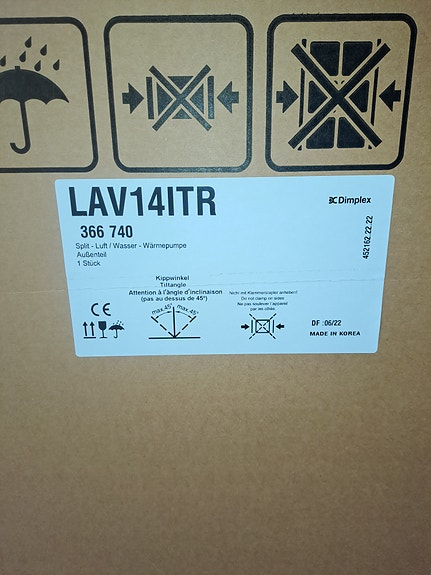 LAV14ITR
Dimplex
366 740
Split - Luft / Wasser - Wärmepumpe
Außenteil
1 Stück
452162.22.22
Kippwinkel
Tiltangle
Attention à l'àngle d'inclinaison
(pas au dessus de 45°)
max.45° max.45°
Nicht mit Klammerstapler anheben!
Do not clamp on sides
Ne pas soulever l'appareil
par les côtés
CE
DF :06/22
MADE IN KOREA